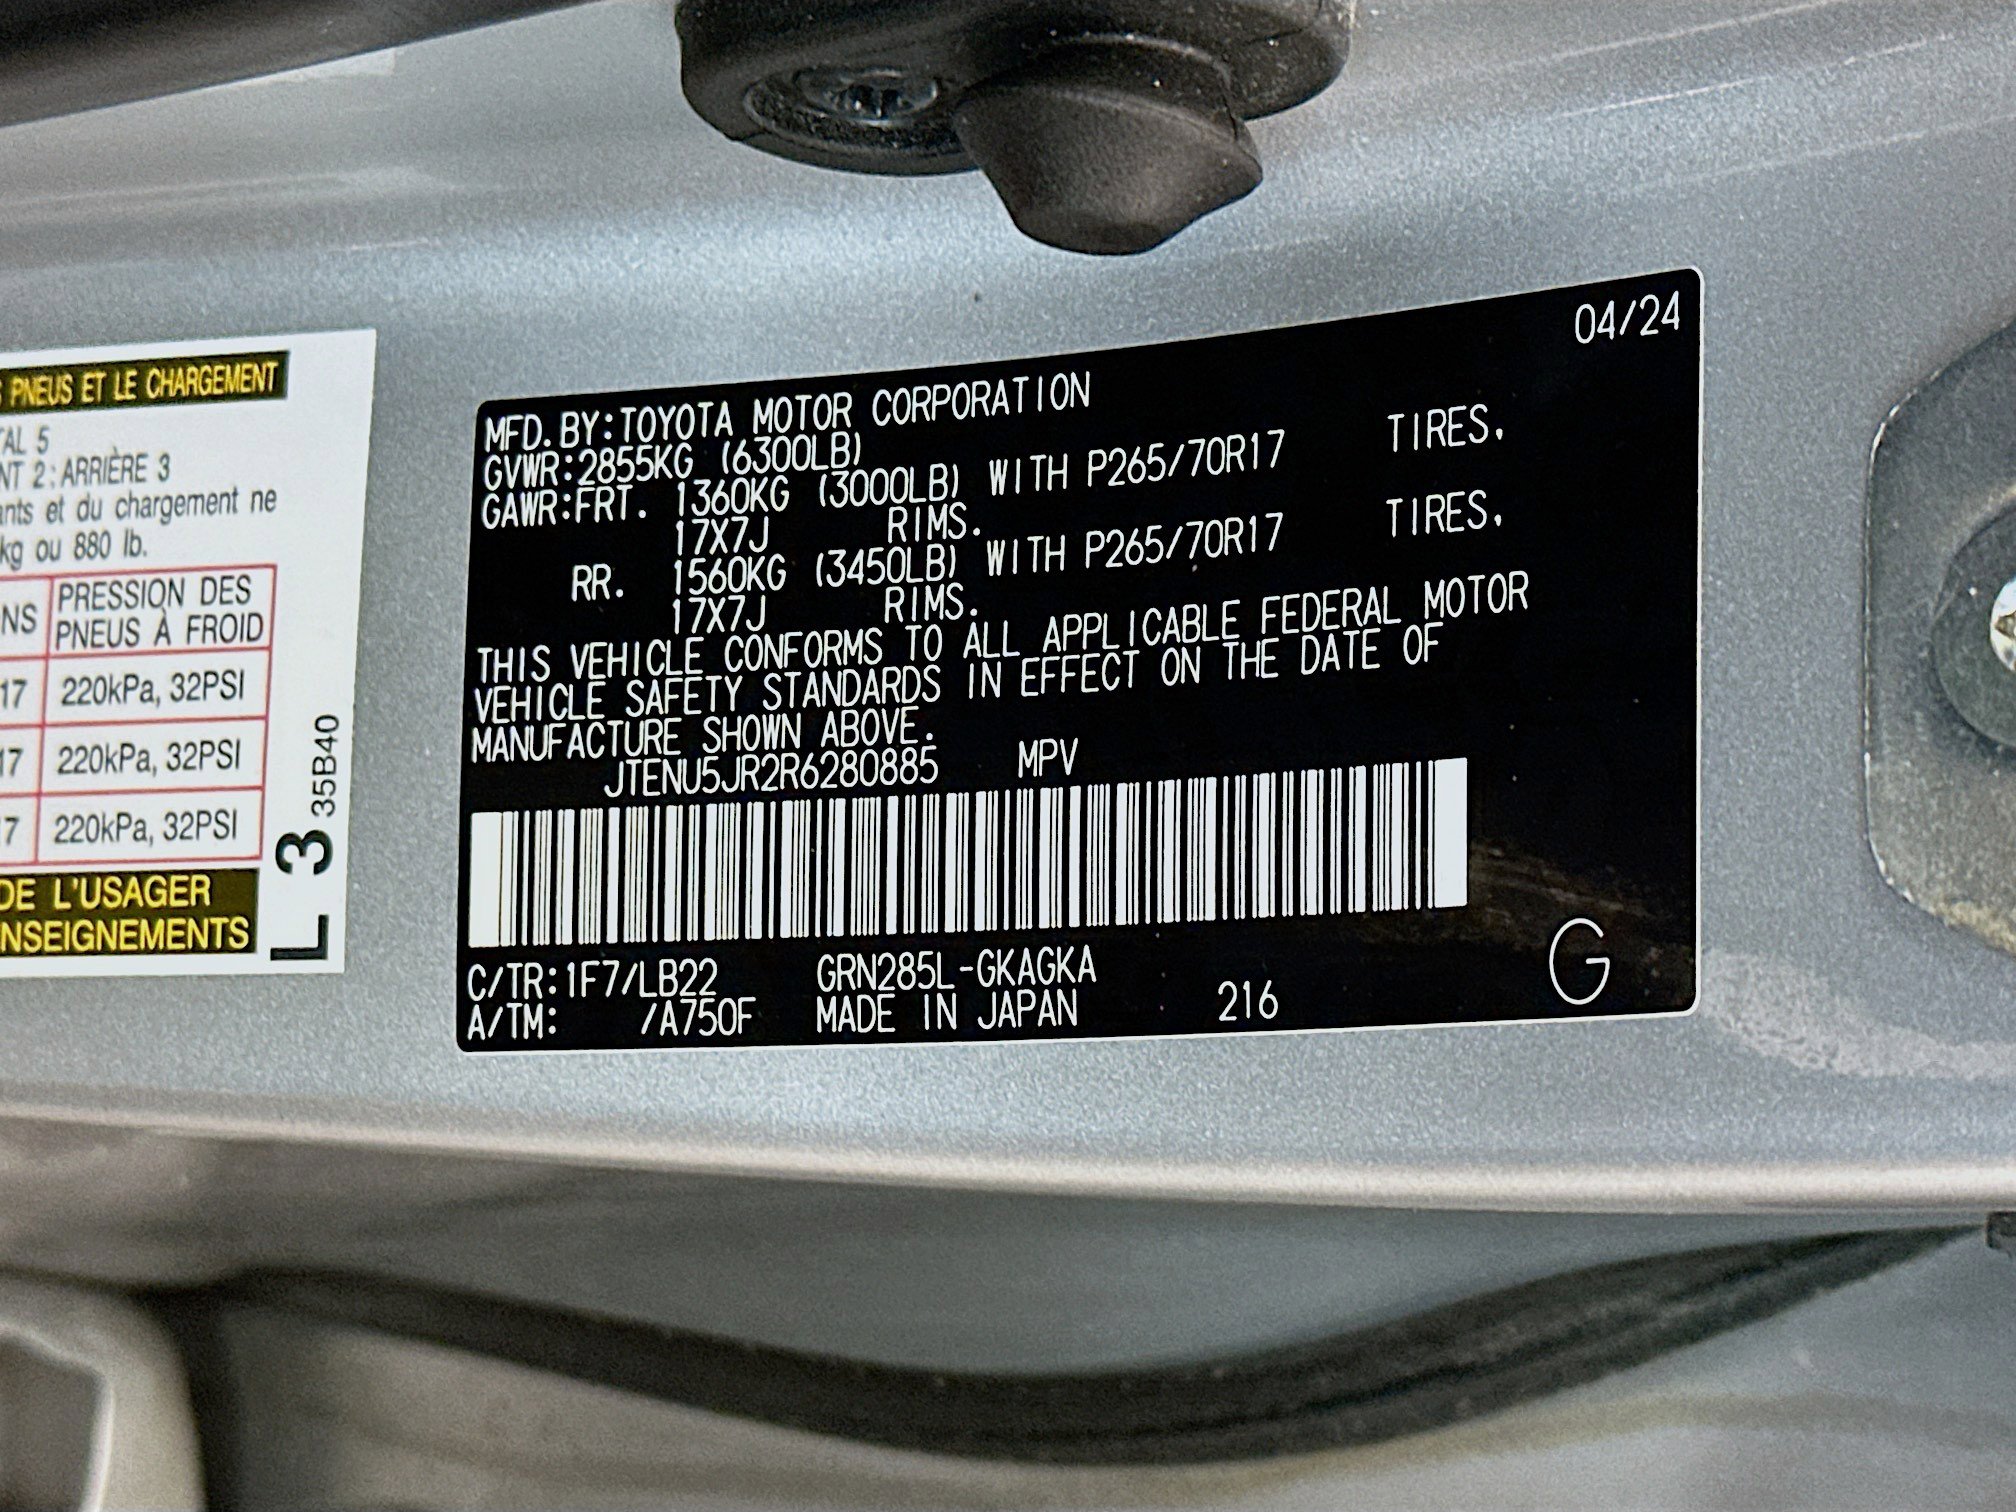 S PNEUS ET LE CHARGEMENT
TAL 5
NT 2:ARRIÈRE 3
ants et du chargement ne
kg ou 880 lb.
NS PRESSION DES
PNEUS À FROID
17 220kPa, 32PSI
17 220kPa, 32PSI
7 220kPa, 32PSI
DE L'USAGER
NSEIGNEMENTS
L 3 35B40
04/24
MFD.BY:TOYOTA MOTOR CORPORATION
GVWR:2855KG (6300LB)
GAWR:FRT. 1360KG (3000LB) WITH P265/70R17 TIRES,
17X7J RIMS.
RR. 1560KG (3450LB) WITH P265/70R17 TIRES,
17X7J RIMS.
THIS VEHICLE CONFORMS TO ALL APPLICABLE FEDERAL MOTOR
VEHICLE SAFETY STANDARDS IN EFFECT ON THE DATE OF
MANUFACTURE SHOWN ABOVE.
JTENU5JR2R6280885 MPV
C/TR:1F7/LB22 GRN285L-GKAGKA
A/TM: /A750F MADE IN JAPAN 216 G